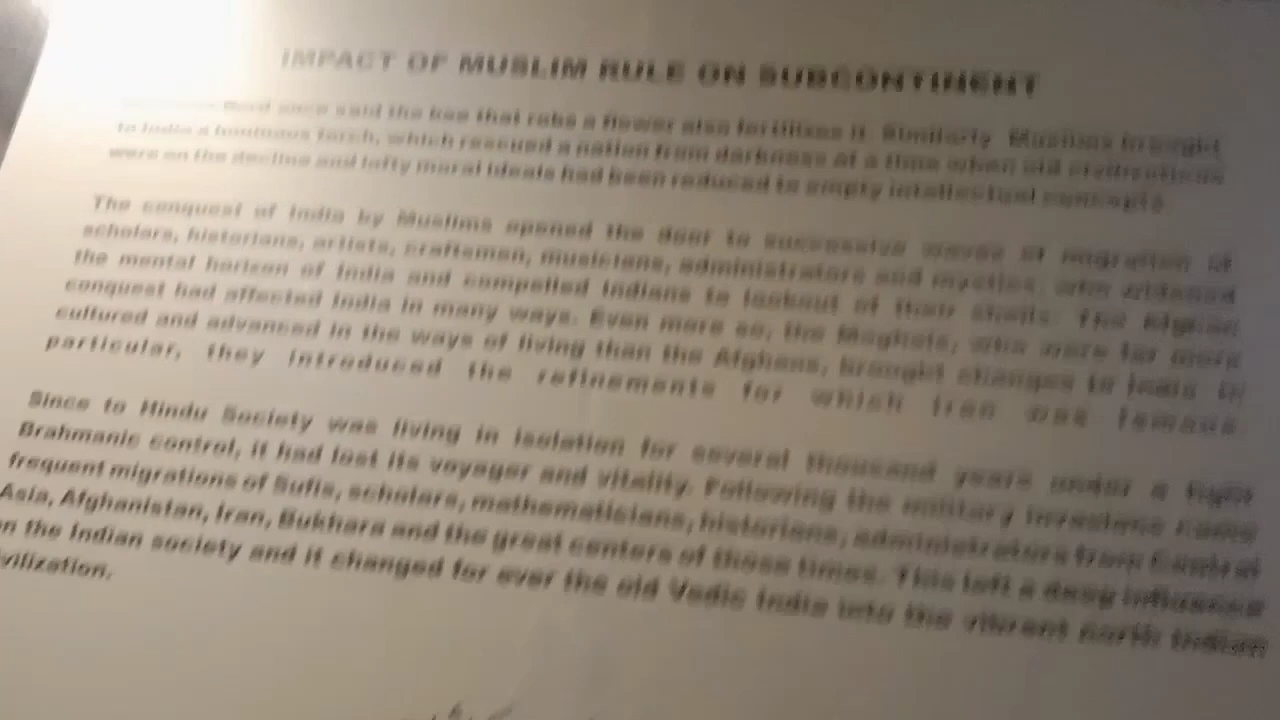 IMPACT OF MUSLIM RULE ON SUBCONTINENT
once said the bee that robs a flower also fertilizes it. Similarly Muslims brought
to India a luminous torch, which rescued a nation from darkness at a time when old civilizations
were on the decline and lofty moral ideals had been reduced to empty intellectual concepts.
The conquest of India by Muslims opened the door to successive waves of migration of
scholars, historians, artists, craftsmen, musicians, administrators and mystics, who widened
the mental horizon of India and compelled Indians to lookout of their shells. The Afghan
conquest had affected India in many ways. Even more so, the Moghals, who were far more
cultured and advanced in the ways of living than the Afghans, brought changes to India in
particular, they introduced the refinements for which Iran was famous
Since to Hindu Society was living in isolation for several thousand years under a tight
Brahmanic control, it had lost its voyager and vitality. Following the military invasions came
frequent migrations of Sufis, scholars, mathematicians, historians, administrators from Central
Asia, Afghanistan, Iran, Bukhara and the great centers of those times. This left a deep influence
on the Indian society and it changed for ever the old Vedic India into the vibrant north Indian
vilization.